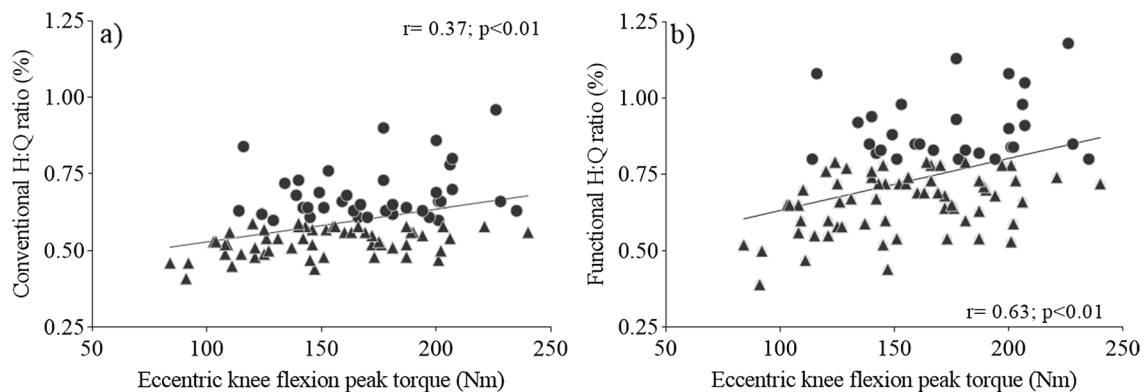 a)
r= 0.37; p<0.01
Conventional H:Q ratio (%)
1.25
1.00
0.75
0.50
0.25
50 100 150 200 250
Eccentric knee flexion peak torque (Nm)
b)
r= 0.63; p<0.01
Functional H:Q ratio (%)
1.25
1.00
0.75
0.50
0.25
50 100 150 200 250
Eccentric knee flexion peak torque (Nm)